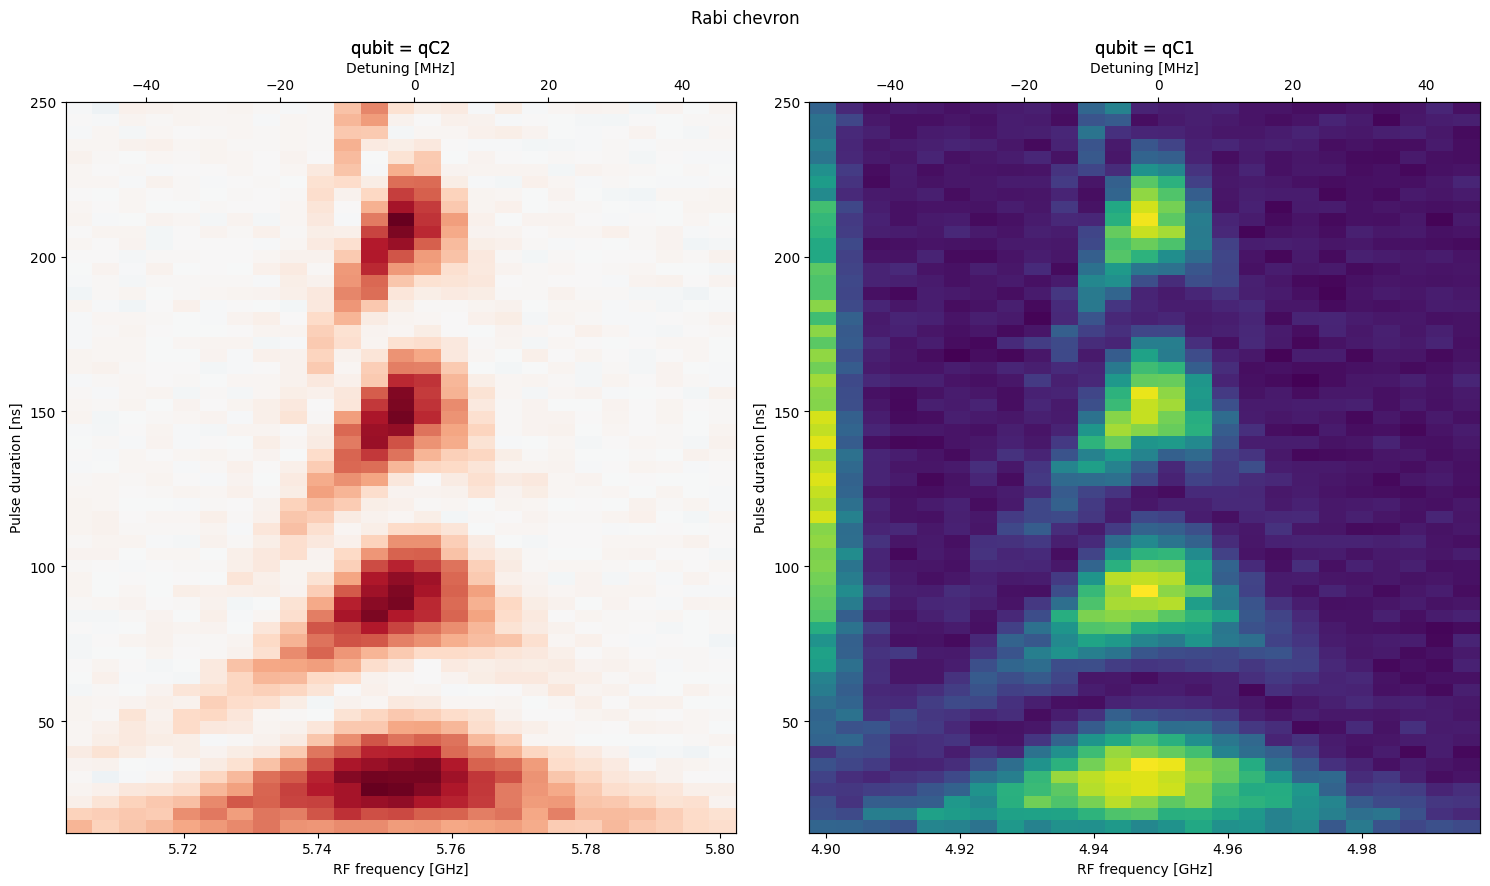 Rabi chevron
qubit = qC2
Detuning [MHz]
−40 −20 0 20 40
250
200
150
100
50
Pulse duration [ns]
5.72 5.74 5.76 5.78 5.80
RF frequency [GHz]
qubit = qC1
Detuning [MHz]
−40 −20 0 20 40
250
200
150
100
50
Pulse duration [ns]
4.90 4.92 4.94 4.96 4.98
RF frequency [GHz]